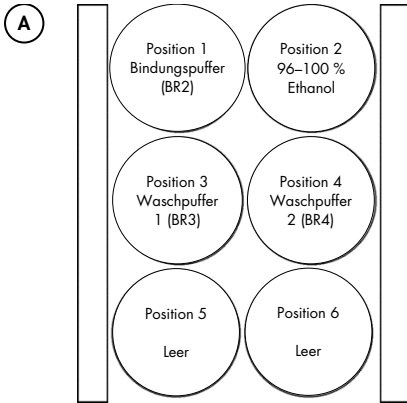 A
Position 1
Bindungspuffer
(BR2)
Position 2
96–100 %
Ethanol
Position 3
Waschpuffer
1 (BR3)
Position 4
Waschpuffer
2 (BR4)
Position 5
Leer
Position 6
Leer